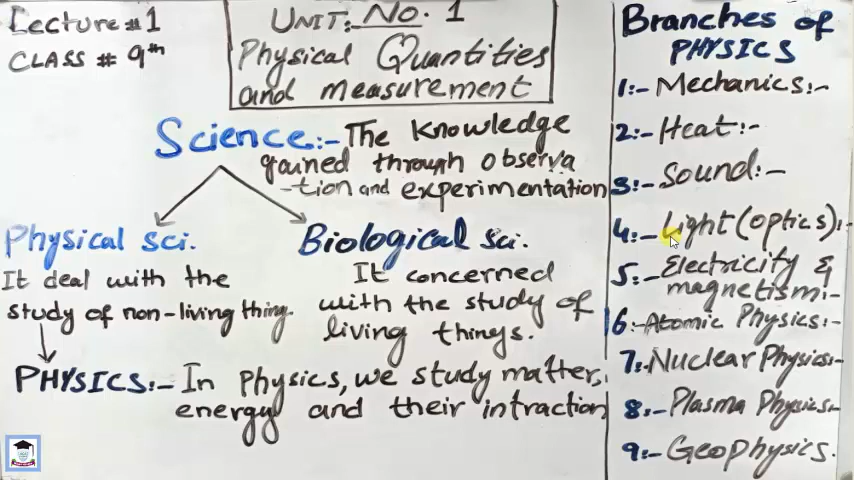 Lecture #1
CLASS # 9th
UNIT:- No. 1
Physical Quantities
and measurement
Science:- The Knowledge
gained through observa
-tion and experimentation
Physical sci.
It deal with the
study of non-living thing.
Biological sci.
It concerned
with the study of
living things.
PHYSICS:- In Physics, we study matter,
energy and their intraction
Branches of
PHYSICS
1:- Mechanics:-
2:- Heat:-
3:- Sound:-
4:- Light (Optics):-
5:- Electricity &
magnetism:-
6:- Atomic Physics:-
7:- Nuclear Physics:-
8:- Plasma Physics:-
9:- Geophysics.